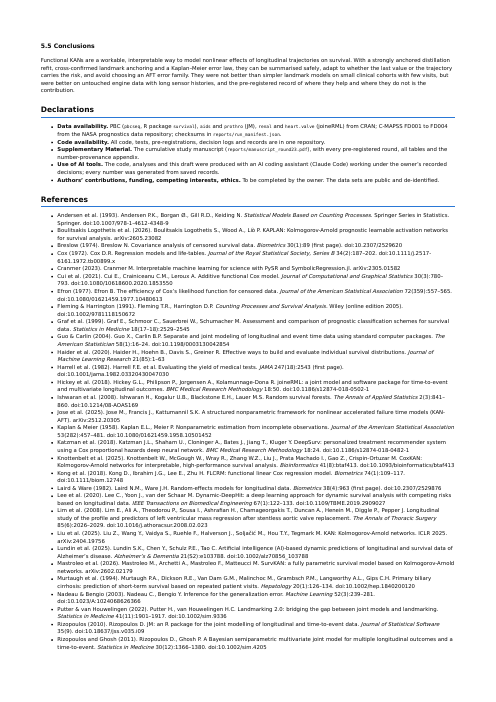 5.5 Conclusions
Functional KANs are a workable, interpretable way to model nonlinear effects of longitudinal trajectories on survival. With a strongly anchored distillation
refit, cross-confirmed landmark anchoring and a Kaplan–Meier error law, they can be summarised safely, adapt to whether the last value or the trajectory
carries the risk, and avoid choosing an AFT error family. They were not better than simpler landmark models on small clinical cohorts with few visits, but
were better on untouched engine data with long sensor histories, and the pre-registered record of where they help and where they do not is the
contribution.
Declarations
• Data availability. PBC (pbcseq, R package survival), aids and prothro (JM), renal and heart.valve (joineRML) from CRAN; C-MAPSS FD001 to FD004
from the NASA prognostics data repository; checksums in reports/run_manifest.json.
• Code availability. All code, tests, pre-registrations, decision logs and records are in one repository.
• Supplementary Material. The cumulative study manuscript (reports/manuscript_round23.pdf), with every pre-registered round, all tables and the
number-provenance appendix.
• Use of AI tools. The code, analyses and this draft were produced with an AI coding assistant (Claude Code) working under the owner's recorded
decisions; every number was generated from saved records.
• Authors' contributions, funding, competing interests, ethics. To be completed by the owner. The data sets are public and de-identified.
References
• Andersen et al. (1993). Andersen P.K., Borgan Ø., Gill R.D., Keiding N. Statistical Models Based on Counting Processes. Springer Series in Statistics.
Springer. doi:10.1007/978-1-4612-4348-9
• Boulitsakis Logothetis et al. (2026). Boulitsakis Logothetis S., Wood A., Liò P. KAPLAN: Kolmogorov-Arnold prognostic learnable activation networks
for survival analysis. arXiv:2605.23082
• Breslow (1974). Breslow N. Covariance analysis of censored survival data. Biometrics 30(1):89 (first page). doi:10.2307/2529620
• Cox (1972). Cox D.R. Regression models and life-tables. Journal of the Royal Statistical Society, Series B 34(2):187–202. doi:10.1111/j.2517-
6161.1972.tb00899.x
• Cranmer (2023). Cranmer M. Interpretable machine learning for science with PySR and SymbolicRegression.jl. arXiv:2305.01582
• Cui et al. (2021). Cui E., Crainiceanu C.M., Leroux A. Additive functional Cox model. Journal of Computational and Graphical Statistics 30(3):780–
793. doi:10.1080/10618600.2020.1853550
• Efron (1977). Efron B. The efficiency of Cox's likelihood function for censored data. Journal of the American Statistical Association 72(359):557–565.
doi:10.1080/01621459.1977.10480613
• Fleming & Harrington (1991). Fleming T.R., Harrington D.P. Counting Processes and Survival Analysis. Wiley (online edition 2005).
doi:10.1002/9781118150672
• Graf et al. (1999). Graf E., Schmoor C., Sauerbrei W., Schumacher M. Assessment and comparison of prognostic classification schemes for survival
data. Statistics in Medicine 18(17–18):2529–2545
• Guo & Carlin (2004). Guo X., Carlin B.P. Separate and joint modeling of longitudinal and event time data using standard computer packages. The
American Statistician 58(1):16–24. doi:10.1198/0003130042854
• Haider et al. (2020). Haider H., Hoehn B., Davis S., Greiner R. Effective ways to build and evaluate individual survival distributions. Journal of
Machine Learning Research 21(85):1–63
• Harrell et al. (1982). Harrell F.E. et al. Evaluating the yield of medical tests. JAMA 247(18):2543 (first page).
doi:10.1001/jama.1982.03320430047030
• Hickey et al. (2018). Hickey G.L., Philipson P., Jorgensen A., Kolamunnage-Dona R. joineRML: a joint model and software package for time-to-event
and multivariate longitudinal outcomes. BMC Medical Research Methodology 18:50. doi:10.1186/s12874-018-0502-1
• Ishwaran et al. (2008). Ishwaran H., Kogalur U.B., Blackstone E.H., Lauer M.S. Random survival forests. The Annals of Applied Statistics 2(3):841–
860. doi:10.1214/08-AOAS169
• Jose et al. (2025). Jose M., Francis J., Kattumannil S.K. A structured nonparametric framework for nonlinear accelerated failure time models (KAN-
AFT). arXiv:2512.20305
• Kaplan & Meier (1958). Kaplan E.L., Meier P. Nonparametric estimation from incomplete observations. Journal of the American Statistical Association
53(282):457–481. doi:10.1080/01621459.1958.10501452
• Katzman et al. (2018). Katzman J.L., Shaham U., Cloninger A., Bates J., Jiang T., Kluger Y. DeepSurv: personalized treatment recommender system
using a Cox proportional hazards deep neural network. BMC Medical Research Methodology 18:24. doi:10.1186/s12874-018-0482-1
• Knottenbelt et al. (2025). Knottenbelt W., McGough W., Wray R., Zhang W.Z., Liu J., Prata Machado I., Gao Z., Crispin-Ortuzar M. CoxKAN:
Kolmogorov-Arnold networks for interpretable, high-performance survival analysis. Bioinformatics 41(8):btaf413. doi:10.1093/bioinformatics/btaf413
• Kong et al. (2018). Kong D., Ibrahim J.G., Lee E., Zhu H. FLCRM: functional linear Cox regression model. Biometrics 74(1):109–117.
doi:10.1111/biom.12748
• Laird & Ware (1982). Laird N.M., Ware J.H. Random-effects models for longitudinal data. Biometrics 38(4):963 (first page). doi:10.2307/2529876
• Lee et al. (2020). Lee C., Yoon J., van der Schaar M. Dynamic-DeepHit: a deep learning approach for dynamic survival analysis with competing risks
based on longitudinal data. IEEE Transactions on Biomedical Engineering 67(1):122–133. doi:10.1109/TBME.2019.2909027
• Lim et al. (2008). Lim E., Ali A., Theodorou P., Sousa I., Ashrafian H., Chamageorgakis T., Duncan A., Henein M., Diggle P., Pepper J. Longitudinal
study of the profile and predictors of left ventricular mass regression after stentless aortic valve replacement. The Annals of Thoracic Surgery
85(6):2026–2029. doi:10.1016/j.athoracsur.2008.02.023
• Liu et al. (2025). Liu Z., Wang Y., Vaidya S., Ruehle F., Halverson J., Soljačić M., Hou T.Y., Tegmark M. KAN: Kolmogorov-Arnold networks. ICLR 2025.
arXiv:2404.19756
• Lundin et al. (2025). Lundin S.K., Chen Y., Schulz P.E., Tao C. Artificial intelligence (AI)-based dynamic predictions of longitudinal and survival data of
Alzheimer's disease. Alzheimer's & Dementia 21(S2):e103788. doi:10.1002/alz70856_103788
• Mastroleo et al. (2026). Mastroleo M., Archetti A., Mastroleo F., Matteucci M. SurvKAN: a fully parametric survival model based on Kolmogorov-Arnold
networks. arXiv:2602.02179
• Murtaugh et al. (1994). Murtaugh P.A., Dickson E.R., Van Dam G.M., Malinchoc M., Grambsch P.M., Langworthy A.L., Gips C.H. Primary biliary
cirrhosis: prediction of short-term survival based on repeated patient visits. Hepatology 20(1):126–134. doi:10.1002/hep.1840200120
• Nadeau & Bengio (2003). Nadeau C., Bengio Y. Inference for the generalization error. Machine Learning 52(3):239–281.
doi:10.1023/A:1024068626366
• Putter & van Houwelingen (2022). Putter H., van Houwelingen H.C. Landmarking 2.0: bridging the gap between joint models and landmarking.
Statistics in Medicine 41(11):1901–1917. doi:10.1002/sim.9336
• Rizopoulos (2010). Rizopoulos D. JM: an R package for the joint modelling of longitudinal and time-to-event data. Journal of Statistical Software
35(9). doi:10.18637/jss.v035.i09
• Rizopoulos and Ghosh (2011). Rizopoulos D., Ghosh P. A Bayesian semiparametric multivariate joint model for multiple longitudinal outcomes and a
time-to-event. Statistics in Medicine 30(12):1366–1380. doi:10.1002/sim.4205